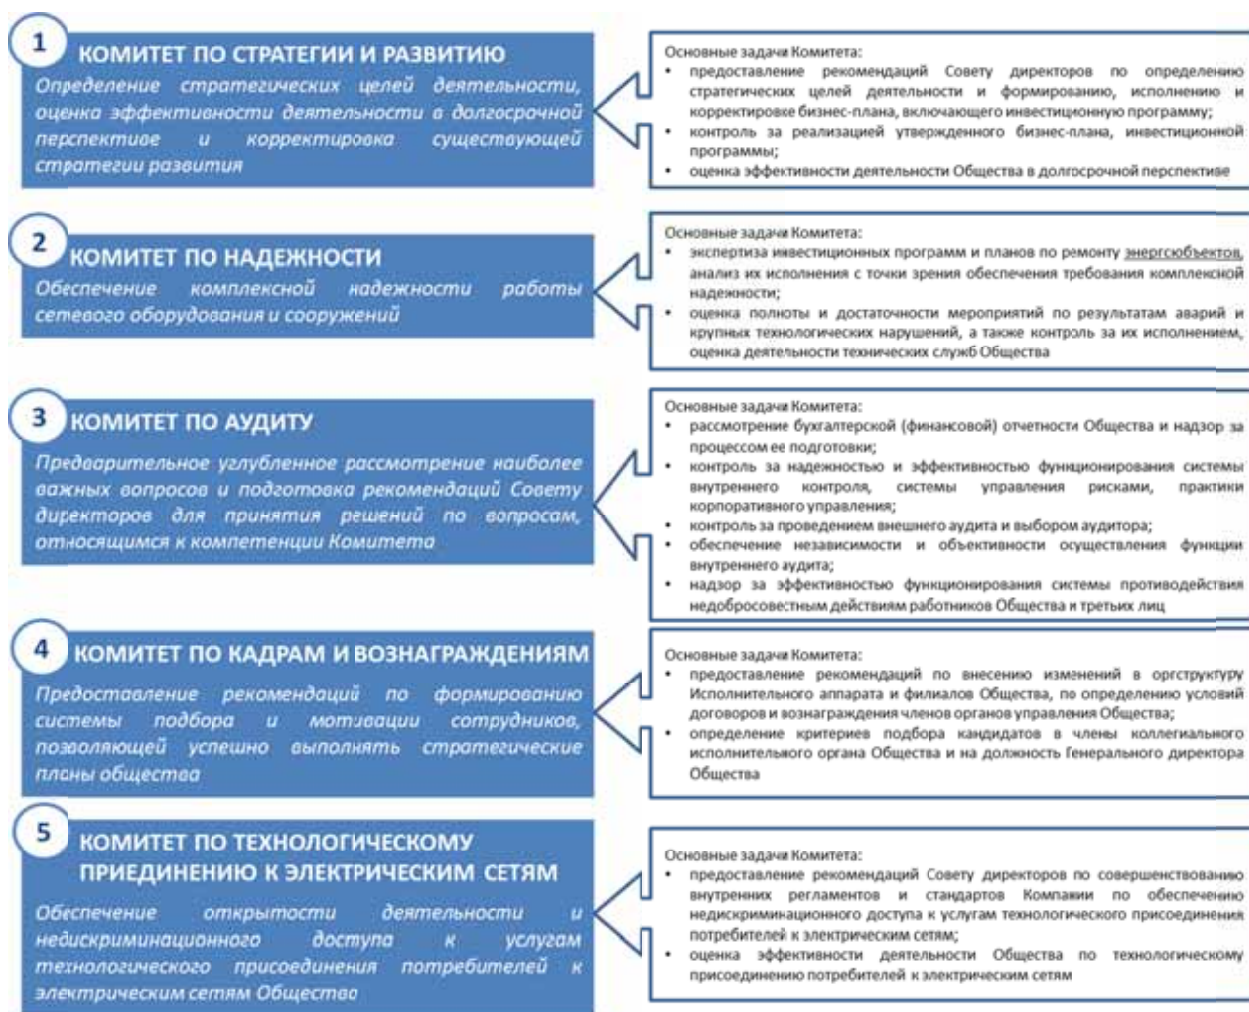 1
КОМИТЕТ ПО СТРАТЕГИИ И РАЗВИТИЮ
Определение стратегических целей деятельности,
оценка эффективности деятельности в долгосрочной
перспективе и корректировка существующей
стратегии развития
Основные задачи Комитета:
• предоставление рекомендаций Совету директоров по определению
стратегических целей деятельности и формированию, исполнению и
корректировке бизнес-плана, включающего инвестиционную программу;
• контроль за реализацией утвержденного бизнес-плана, инвестиционной
программы;
• оценка эффективности деятельности Общества в долгосрочной перспективе
2
КОМИТЕТ ПО НАДЕЖНОСТИ
Обеспечение комплексной надежности работы
сетевого оборудования и сооружений
Основные задачи Комитета:
• экспертиза инвестиционных программ и планов по ремонту энергообъектов,
анализ их исполнения с точки зрения обеспечения требования комплексной
надежности;
• оценка полноты и достаточности мероприятий по результатам аварий и
крупных технологических нарушений, а также контроль за их исполнением,
оценка деятельности технических служб Общества
3
КОМИТЕТ ПО АУДИТУ
Предварительное углубленное рассмотрение наиболее
важных вопросов и подготовка рекомендаций Совету
директоров для принятия решений по вопросам,
относящимся к компетенции Комитета
Основные задачи Комитета:
• рассмотрение бухгалтерской (финансовой) отчетности Общества и надзор за
процессом ее подготовки;
• контроль за надежностью и эффективностью функционирования системы
внутреннего контроля, системы управления рисками, практики
корпоративного управления;
• контроль за проведением внешнего аудита и выбором аудитора;
• обеспечение независимости и объективности осуществления функции
внутреннего аудита;
• надзор за эффективностью функционирования системы противодействия
недобросовестным действиям работников Общества и третьих лиц
4
КОМИТЕТ ПО КАДРАМ И ВОЗНАГРАЖДЕНИЯМ
Предоставление рекомендаций по формированию
системы подбора и мотивации сотрудников,
позволяющей успешно выполнять стратегические
планы общества
Основные задачи Комитета:
• предоставление рекомендаций по внесению изменений в оргструктуру
Исполнительного аппарата и филиалов Общества, по определению условий
договоров и вознаграждения членов органов управления Общества;
• определение критериев подбора кандидатов в члены коллегиального
исполнительного органа Общества и на должность Генерального директора
Общества
5
КОМИТЕТ ПО ТЕХНОЛОГИЧЕСКОМУ
ПРИЕДИНЕНИЮ К ЭЛЕКТРИЧЕСКИМ СЕТЯМ
Обеспечение открытости деятельности и
недискриминационного доступа к услугам
технологического присоединения потребителей к
электрическим сетям Общества
Основные задачи Комитета:
• предоставление рекомендаций Совету директоров по совершенствованию
внутренних регламентов и стандартов Компании по обеспечению
недискриминационного доступа к услугам технологического присоединения
потребителей к электрическим сетям;
• оценка эффективности деятельности Общества по технологическому
присоединению потребителей к электрическим сетям